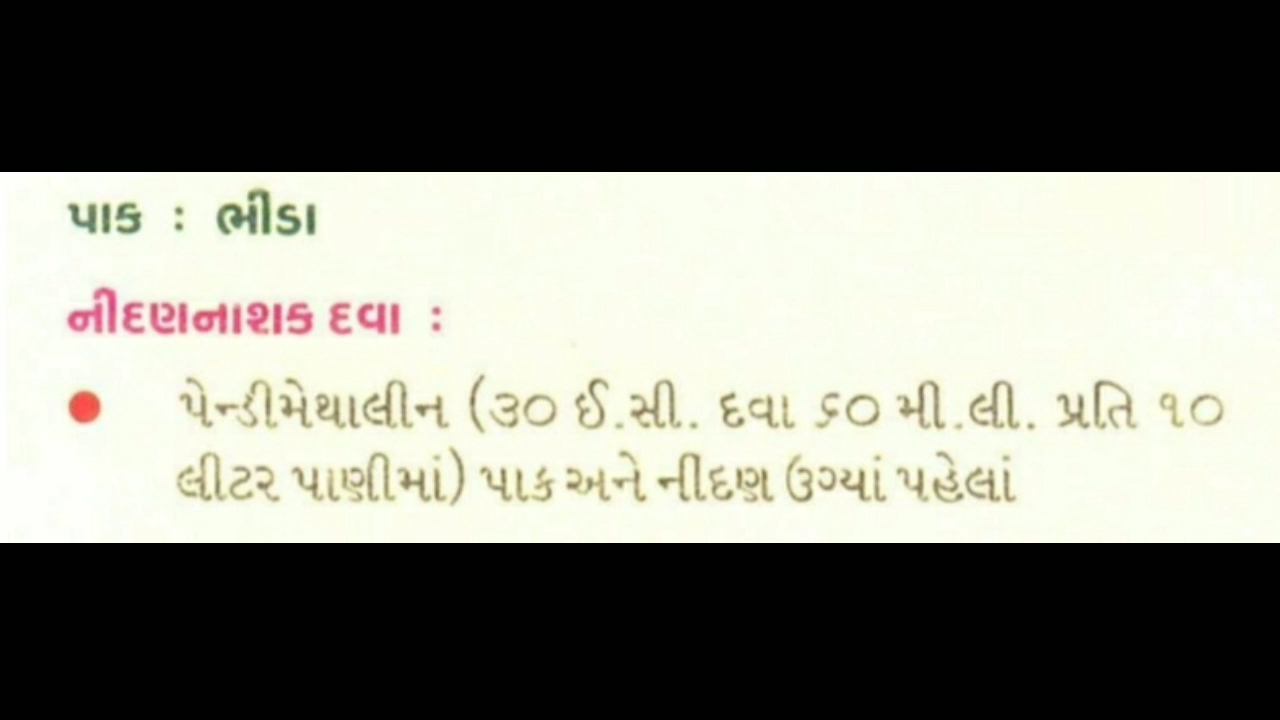 પાક : ભીંડા
નીંદણનાશક દવા :
પેન્ડીમેથાલીન (૩૦ ઈ.સી. દવા ૬૦ મી.લી. પ્રતિ ૧૦
લીટર પાણીમાં) પાક અને નીંદણ ઉગ્યાં પહેલાં